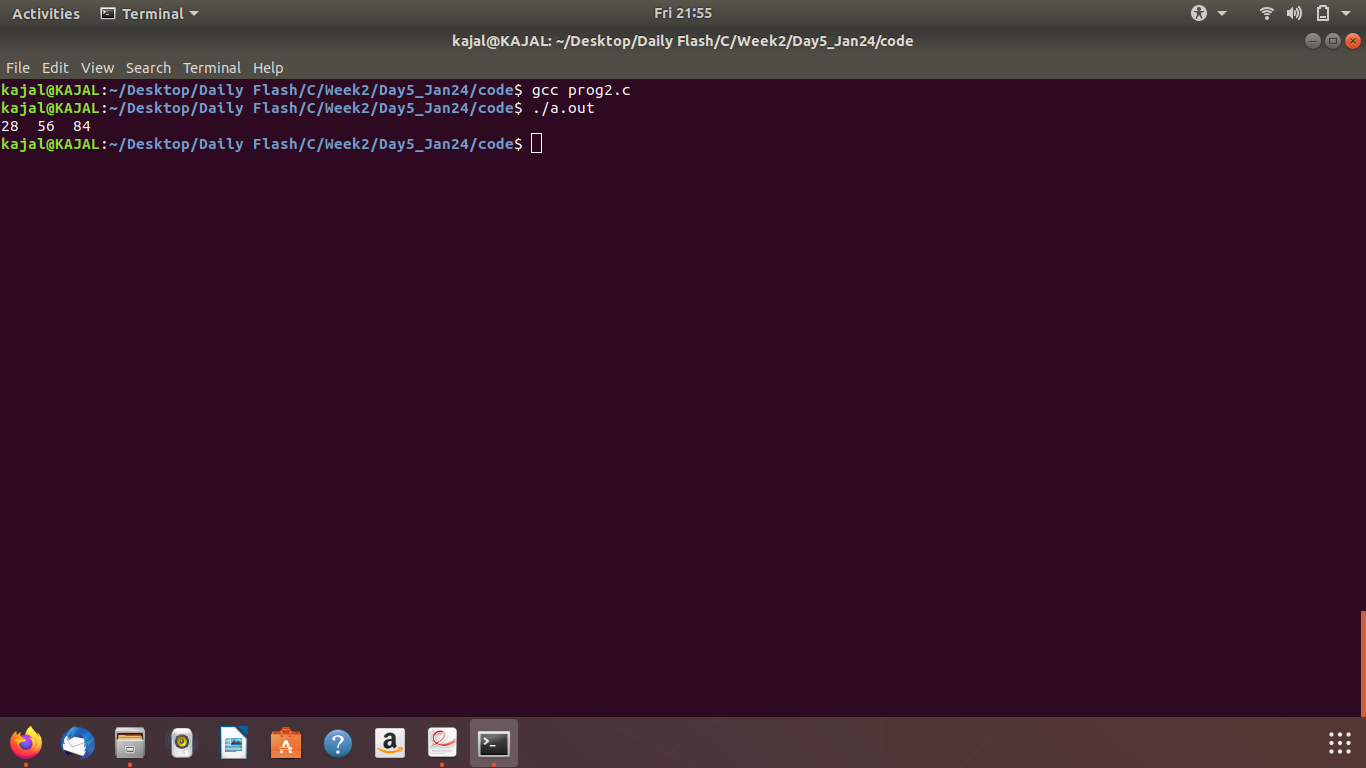 Activities Terminal Fri 21:55
kajal@KAJAL: ~/Desktop/Daily Flash/C/Week2/Day5_Jan24/code
File Edit View Search Terminal Help
kajal@KAJAL:~/Desktop/Daily Flash/C/Week2/Day5_Jan24/code$ gcc prog2.c
kajal@KAJAL:~/Desktop/Daily Flash/C/Week2/Day5_Jan24/code$ ./a.out
28  56  84
kajal@KAJAL:~/Desktop/Daily Flash/C/Week2/Day5_Jan24/code$